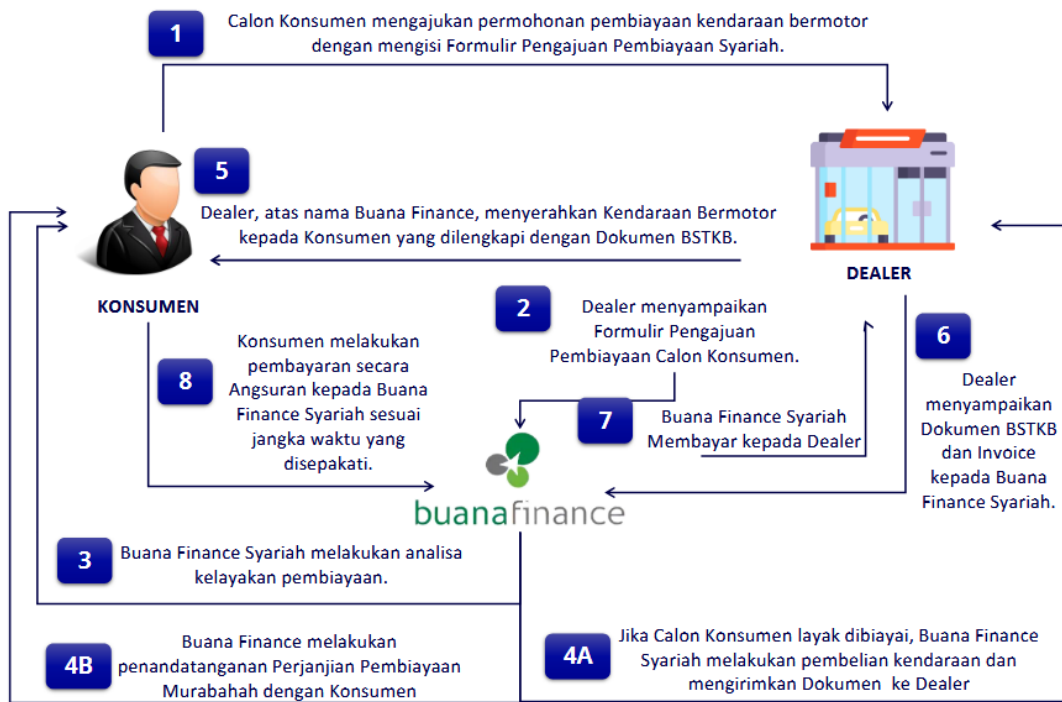 1
Calon Konsumen mengajukan permohonan pembiayaan kendaraan bermotor
dengan mengisi Formulir Pengajuan Pembiayaan Syariah.
5
Dealer, atas nama Buana Finance, menyerahkan Kendaraan Bermotor
kepada Konsumen yang dilengkapi dengan Dokumen BSTKB.
KONSUMEN
DEALER
2
Dealer menyampaikan
Formulir Pengajuan
Pembiayaan Calon Konsumen.
6
Dealer
menyampaikan
Dokumen BSTKB
dan Invoice
kepada Buana
Finance Syariah.
8
Konsumen melakukan
pembayaran secara
Angsuran kepada Buana
Finance Syariah sesuai
jangka waktu yang
disepakati.
7
Buana Finance Syariah
Membayar kepada Dealer
buanafinance
3
Buana Finance Syariah melakukan analisa
kelayakan pembiayaan.
4B
Buana Finance melakukan
penandatanganan Perjanjian Pembiayaan
Murabahah dengan Konsumen
4A
Jika Calon Konsumen layak dibiayai, Buana Finance
Syariah melakukan pembelian kendaraan dan
mengirimkan Dokumen ke Dealer